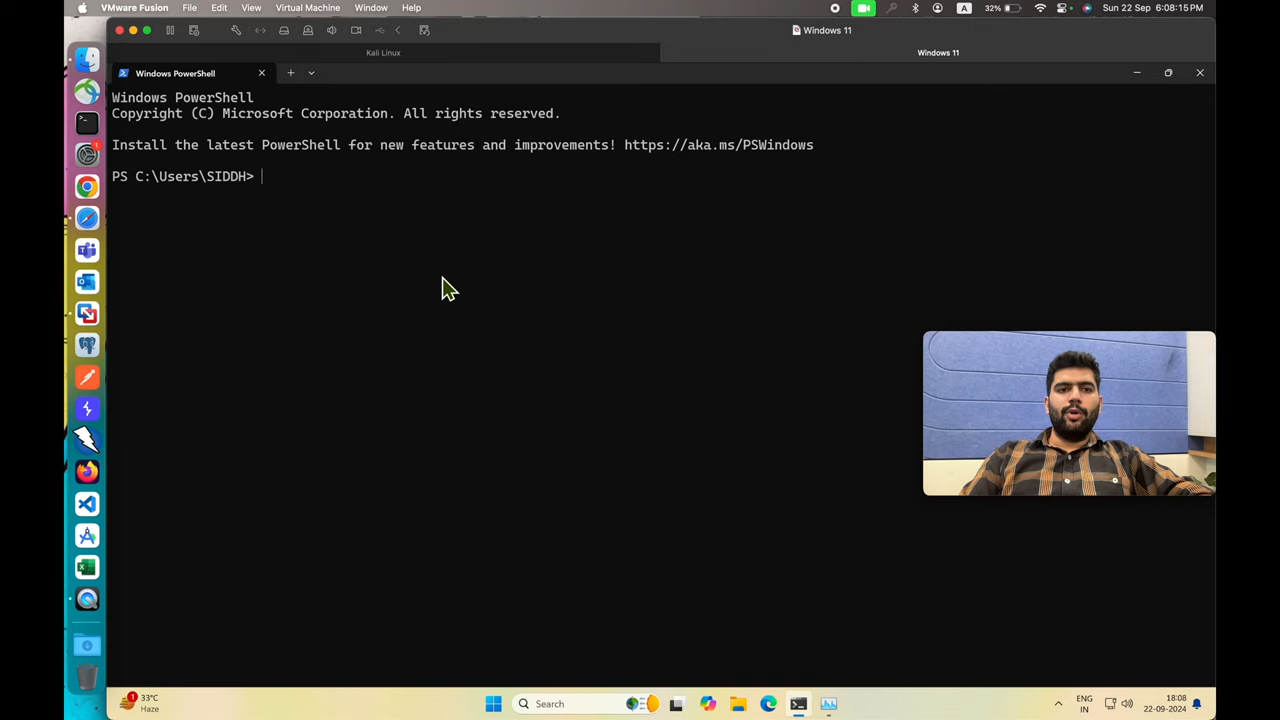 VMware Fusion File Edit View Virtual Machine Window Help A 32% Sun 22 Sep 6:08:15 PM
Windows 11
Kali Linux Windows 11
Windows PowerShell
Windows PowerShell
Copyright (C) Microsoft Corporation. All rights reserved.
Install the latest PowerShell for new features and improvements! https://aka.ms/PSWindows
PS C:\Users\SIDDH>
1 33°C
Haze
Search
ENG
IN
18:08
22-09-2024